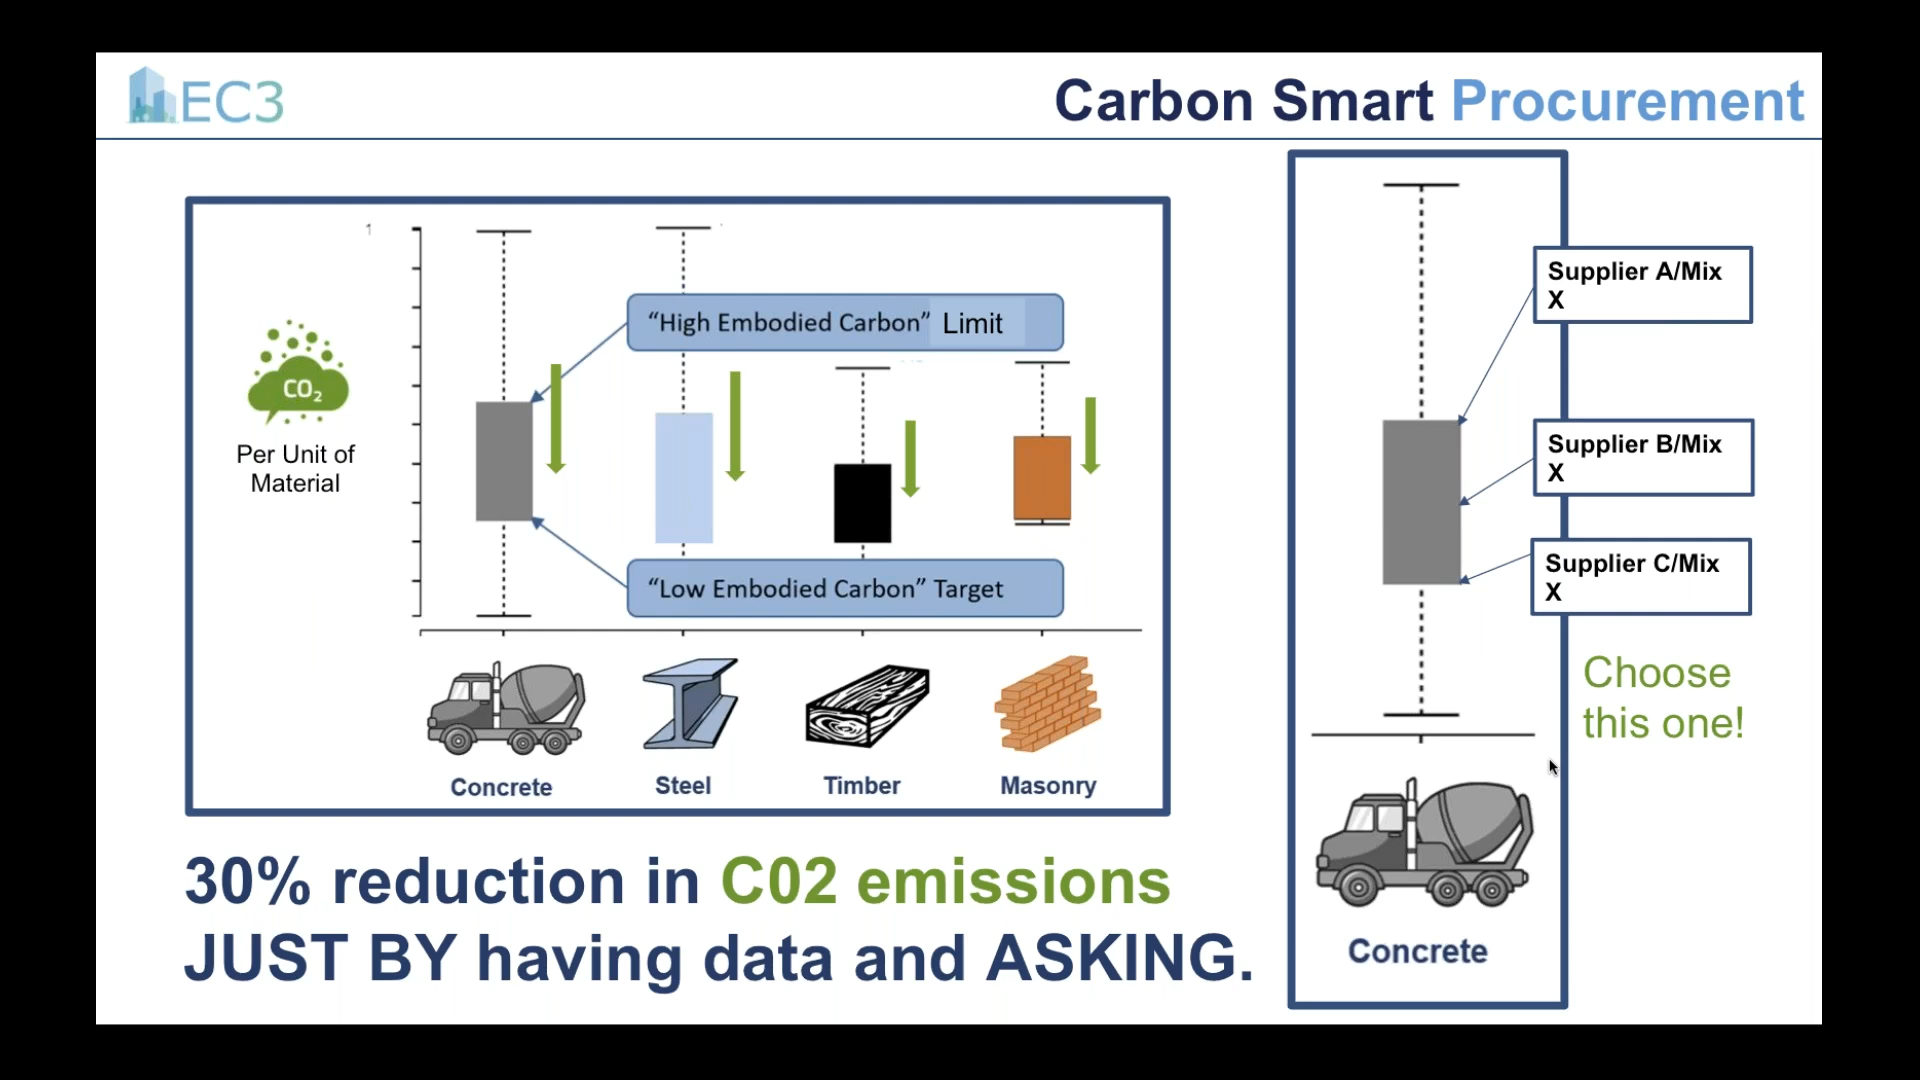 EC3
Carbon Smart Procurement
1
"High Embodied Carbon" Limit
CO2
Per Unit of
Material
"Low Embodied Carbon" Target
Concrete
Steel
Timber
Masonry
30% reduction in C02 emissions
JUST BY having data and ASKING.
Supplier A/Mix
X
Supplier B/Mix
X
Supplier C/Mix
X
Choose
this one!
Concrete